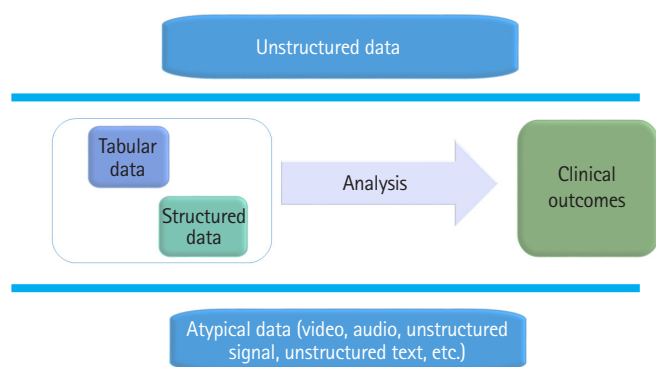 Unstructured data
Tabular
data
Structured
data
Analysis
Clinical
outcomes
Atypical data (video, audio, unstructured
signal, unstructured text, etc.)